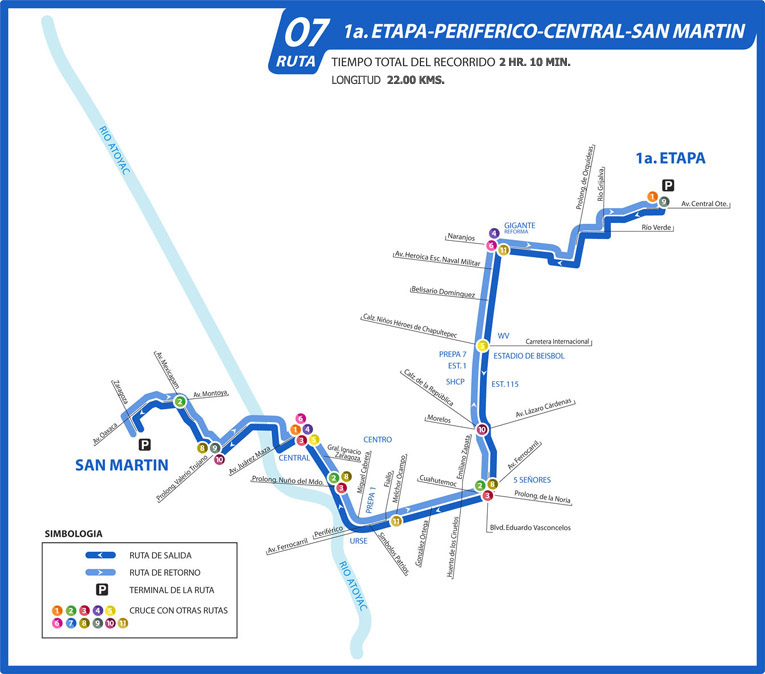 07
RUTA
1a. ETAPA-PERIFERICO-CENTRAL-SAN MARTIN
TIEMPO TOTAL DEL RECORRIDO 2 HR. 10 MIN.
LONGITUD 22.00 KMS.
RIO ATOYAC
1a. ETAPA
P
1
9
Av. Central Ote.
Prolong. de Orquideas
Rio Grijalva
Río Verde
GIGANTE
REFORMA
4
6
11
Naranjos
Av. Heroica Esc. Naval Militar
Belisario Domínguez
Calz. Niños Héroes de Chapultepec
5
WV
Carretera Internacional
ESTADIO DE BEISBOL
PREPA 7
EST. 1
SHCP
EST. 115
Calz. de la República
Morelos
10
Av. Lázaro Cárdenas
Emiliano Zapata
Av. Ferrocarril
Cuahutemoc
2
8
3
5 SEÑORES
Prolong. de la Noria
Blvd. Eduardo Vasconcelos
Huerto de los Ciruelos
González Ortega
11
Símbolos Patrios
Melchor Ocampo
Fiallo
PREPA 1
Miguel Cabrera
URSE
Periférico
Av. Ferrocarril
CENTRO
Gral. Ignacio
Zaragoza
2
8
3
Prolong. Nuño del Mdo.
6
1
4
3
5
CENTRAL
Av. Juárez Maza
8
9
10
Prolong. Valerio Trujano
2
Av. Montoya
Av. Mexicapam
Zaragoza
Av. Oaxaca
P
SAN MARTIN
RIO ATOYAC
SIMBOLOGIA
RUTA DE SALIDA
RUTA DE RETORNO
P TERMINAL DE LA RUTA
1 2 3 4 5 CRUCE CON OTRAS RUTAS
6 7 8 9 10 11